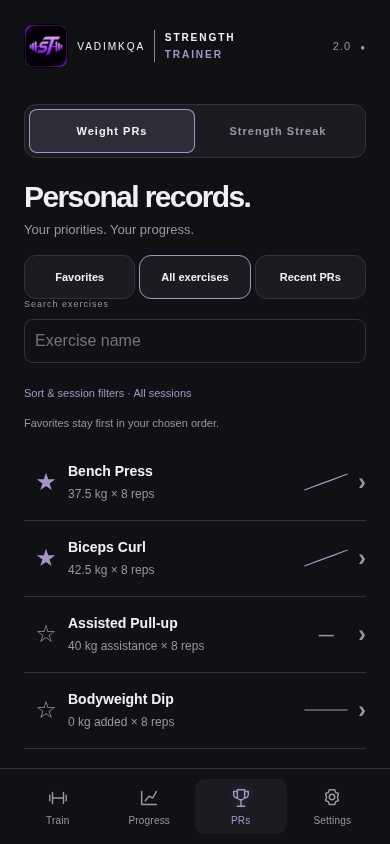 ST
VADIMKQA
STRENGTH
TRAINER
2.0
Weight PRs
Strength Streak
Personal records.
Your priorities. Your progress.
Favorites
All exercises
Recent PRs
Search exercises
Exercise name
Sort & session filters · All sessions
Favorites stay first in your chosen order.
Bench Press
37.5 kg × 8 reps
Biceps Curl
42.5 kg × 8 reps
Assisted Pull-up
40 kg assistance × 8 reps
Bodyweight Dip
0 kg added × 8 reps
Train
Progress
PRs
Settings